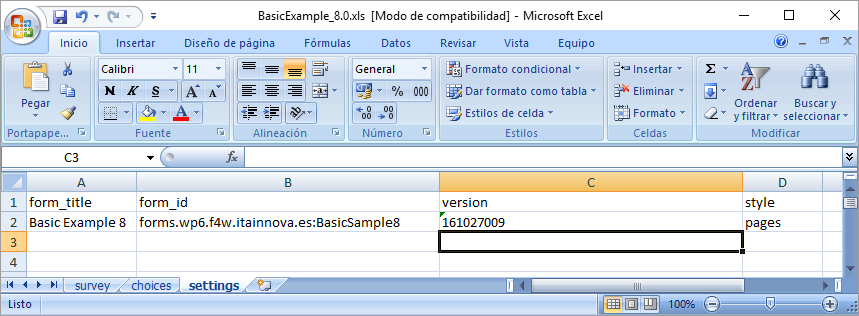 BasicExample_8.0.xls [Modo de compatibilidad] - Microsoft Excel
Inicio Insertar Diseño de página Fórmulas Datos Revisar Vista Equipo
Pegar
Portapape...
Calibri 11
N K S
Fuente
Alineación
General
% 000
Número
Formato condicional
Dar formato como tabla
Estilos de celda
Estilos
Insertar
Eliminar
Formato
Celdas
Σ
Ordenar y filtrar
Buscar y seleccionar
Modificar
C3 fx
A B C D
1 form_title form_id version style
2 Basic Example 8 forms.wp6.f4w.itainnova.es:BasicSample8 161027009 pages
3
4
survey choices settings
Listo 100%